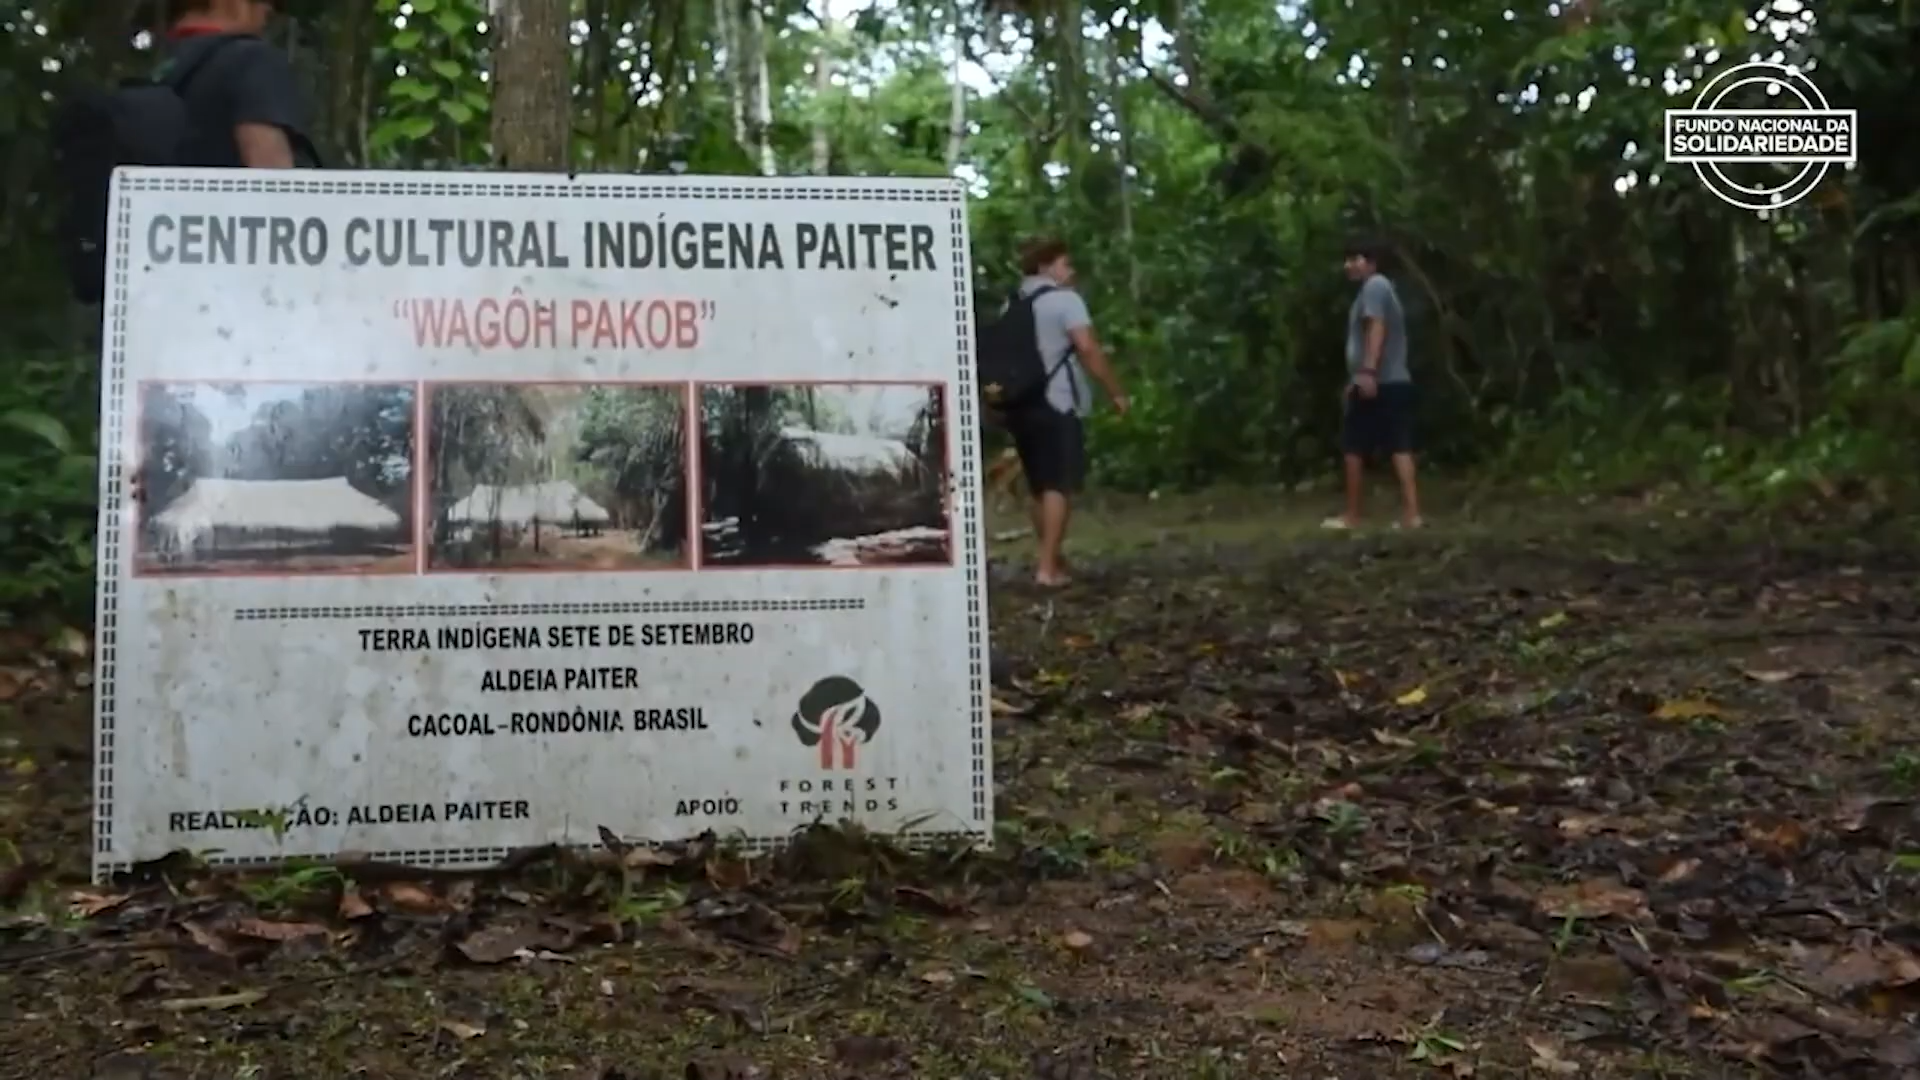 FUNDO NACIONAL DA
SOLIDARIEDADE
CENTRO CULTURAL INDÍGENA PAITER
“WAGÔH PAKOB”
TERRA INDÍGENA SETE DE SETEMBRO
ALDEIA PAITER
CACOAL-RONDÔNIA BRASIL
FOREST
TRENDS
REALIZAÇÃO: ALDEIA PAITER
APOIO: